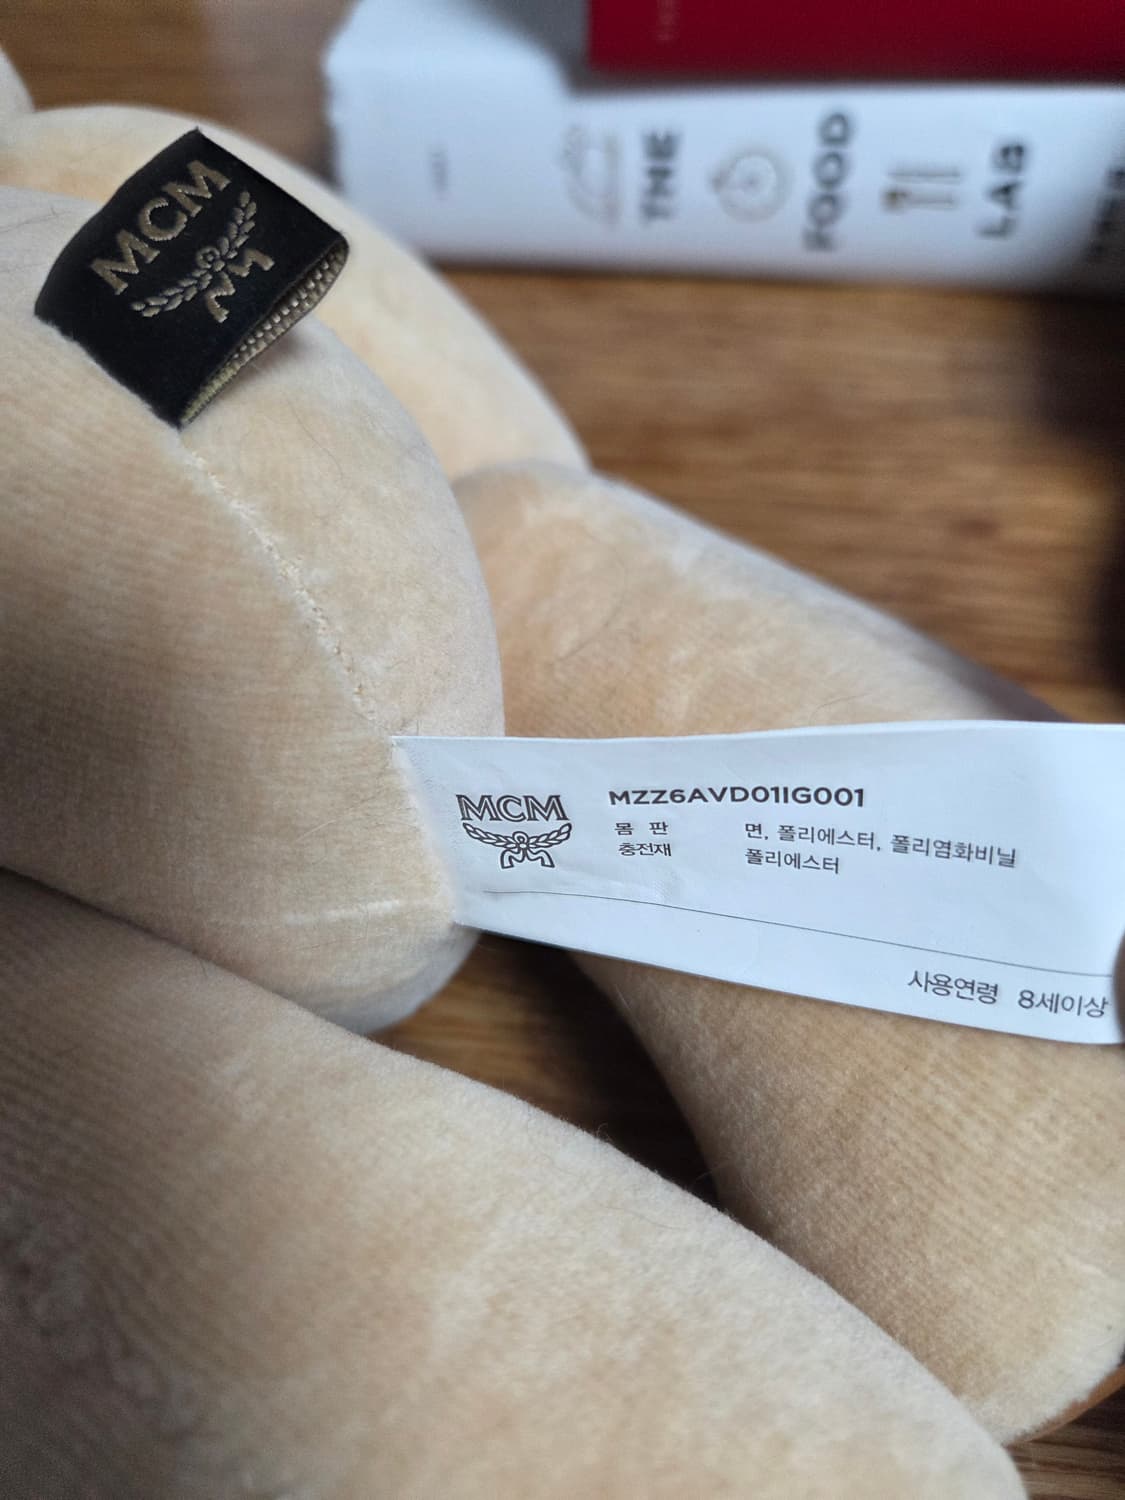 MCM
THE FOOD LAB
MCM
MZZ6AVD01IG001
몸 판 면, 폴리에스터, 폴리염화비닐
충전재 폴리에스터
사용연령 8세이상